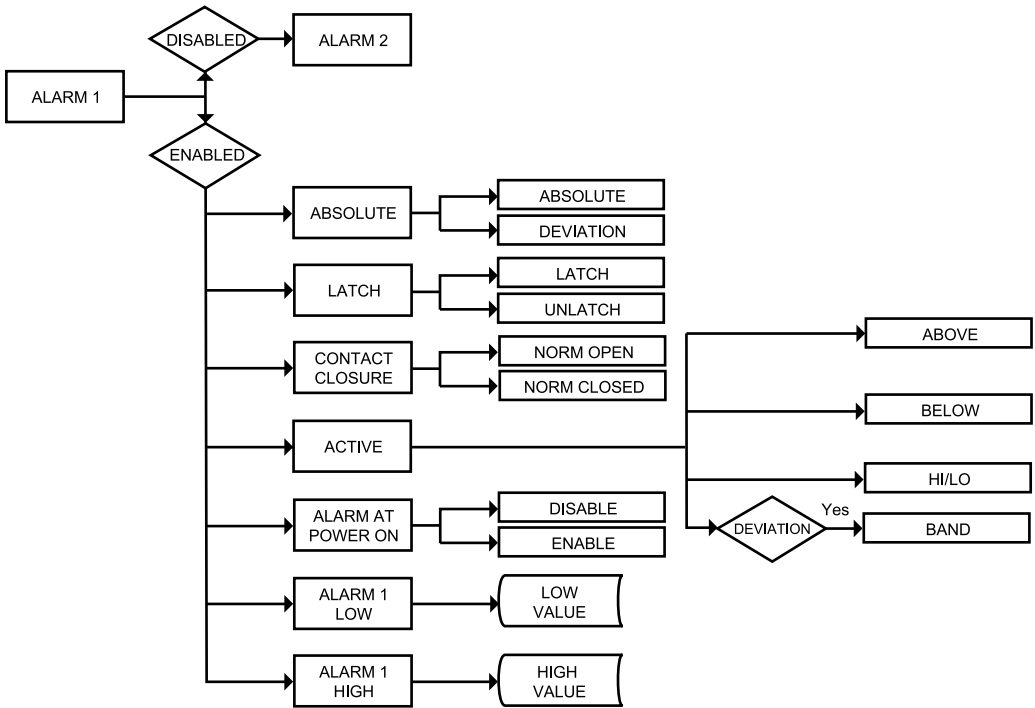 DISABLED
ALARM 2
ALARM 1
ENABLED
ABSOLUTE
ABSOLUTE
DEVIATION
LATCH
LATCH
UNLATCH
CONTACT
CLOSURE
NORM OPEN
NORM CLOSED
ACTIVE
ABOVE
BELOW
HI/LO
DEVIATION
Yes
BAND
ALARM AT
POWER ON
DISABLE
ENABLE
ALARM 1
LOW
LOW
VALUE
ALARM 1
HIGH
HIGH
VALUE